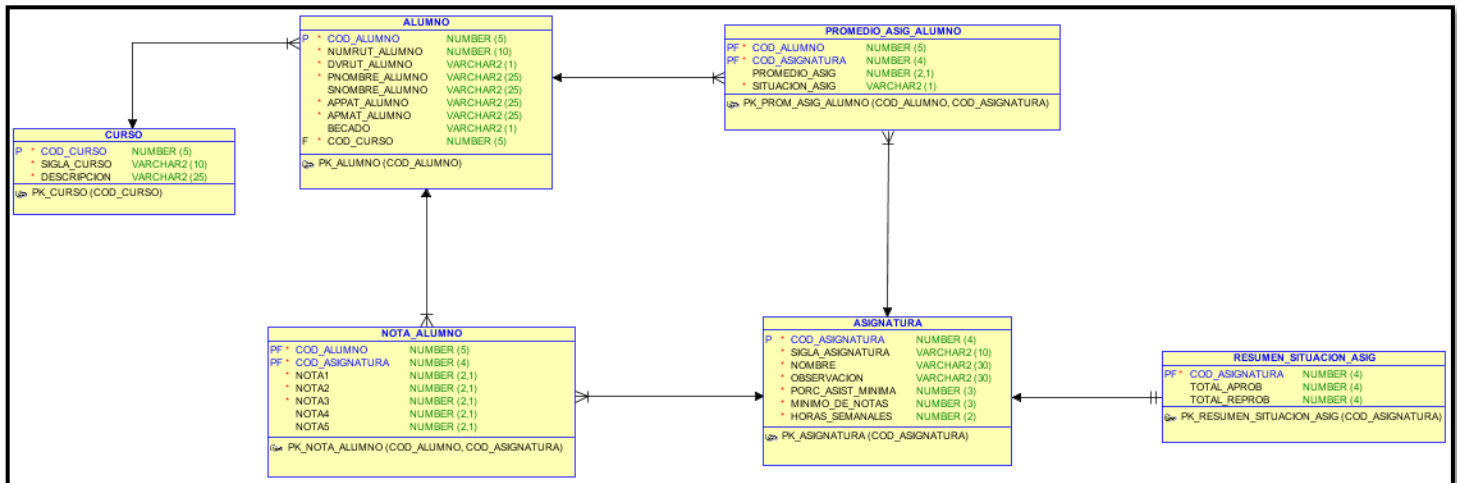 ALUMNO
P * COD_ALUMNO NUMBER (5)
* NUMRUT_ALUMNO NUMBER (10)
* DVRUT_ALUMNO VARCHAR2 (1)
* PNOMBRE_ALUMNO VARCHAR2 (25)
SNOMBRE_ALUMNO VARCHAR2 (25)
* APPAT_ALUMNO VARCHAR2 (25)
* APMAT_ALUMNO VARCHAR2 (25)
BECADO VARCHAR2 (1)
F * COD_CURSO NUMBER (5)
PK_ALUMNO (COD_ALUMNO)
PROMEDIO_ASIG_ALUMNO
PF * COD_ALUMNO NUMBER (5)
PF * COD_ASIGNATURA NUMBER (4)
PROMEDIO_ASIG NUMBER (2,1)
* SITUACION_ASIG VARCHAR2 (1)
PK_PROM_ASIG_ALUMNO (COD_ALUMNO, COD_ASIGNATURA)
CURSO
P * COD_CURSO NUMBER (5)
* SIGLA_CURSO VARCHAR2 (10)
* DESCRIPCION VARCHAR2 (25)
PK_CURSO (COD_CURSO)
NOTA_ALUMNO
PF * COD_ALUMNO NUMBER (5)
PF * COD_ASIGNATURA NUMBER (4)
* NOTA1 NUMBER (2,1)
* NOTA2 NUMBER (2,1)
* NOTA3 NUMBER (2,1)
NOTA4 NUMBER (2,1)
NOTA5 NUMBER (2,1)
PK_NOTA_ALUMNO (COD_ALUMNO, COD_ASIGNATURA)
ASIGNATURA
P * COD_ASIGNATURA NUMBER (4)
* SIGLA_ASIGNATURA VARCHAR2 (10)
* NOMBRE VARCHAR2 (30)
* OBSERVACION VARCHAR2 (30)
* PORC_ASIST_MINIMA NUMBER (3)
* MINIMO_DE_NOTAS NUMBER (3)
* HORAS_SEMANALES NUMBER (2)
PK_ASIGNATURA (COD_ASIGNATURA)
RESUMEN_SITUACION_ASIG
PF * COD_ASIGNATURA NUMBER (4)
TOTAL_APROB NUMBER (4)
TOTAL_REPROB NUMBER (4)
PK_RESUMEN_SITUACION_ASIG (COD_ASIGNATURA)